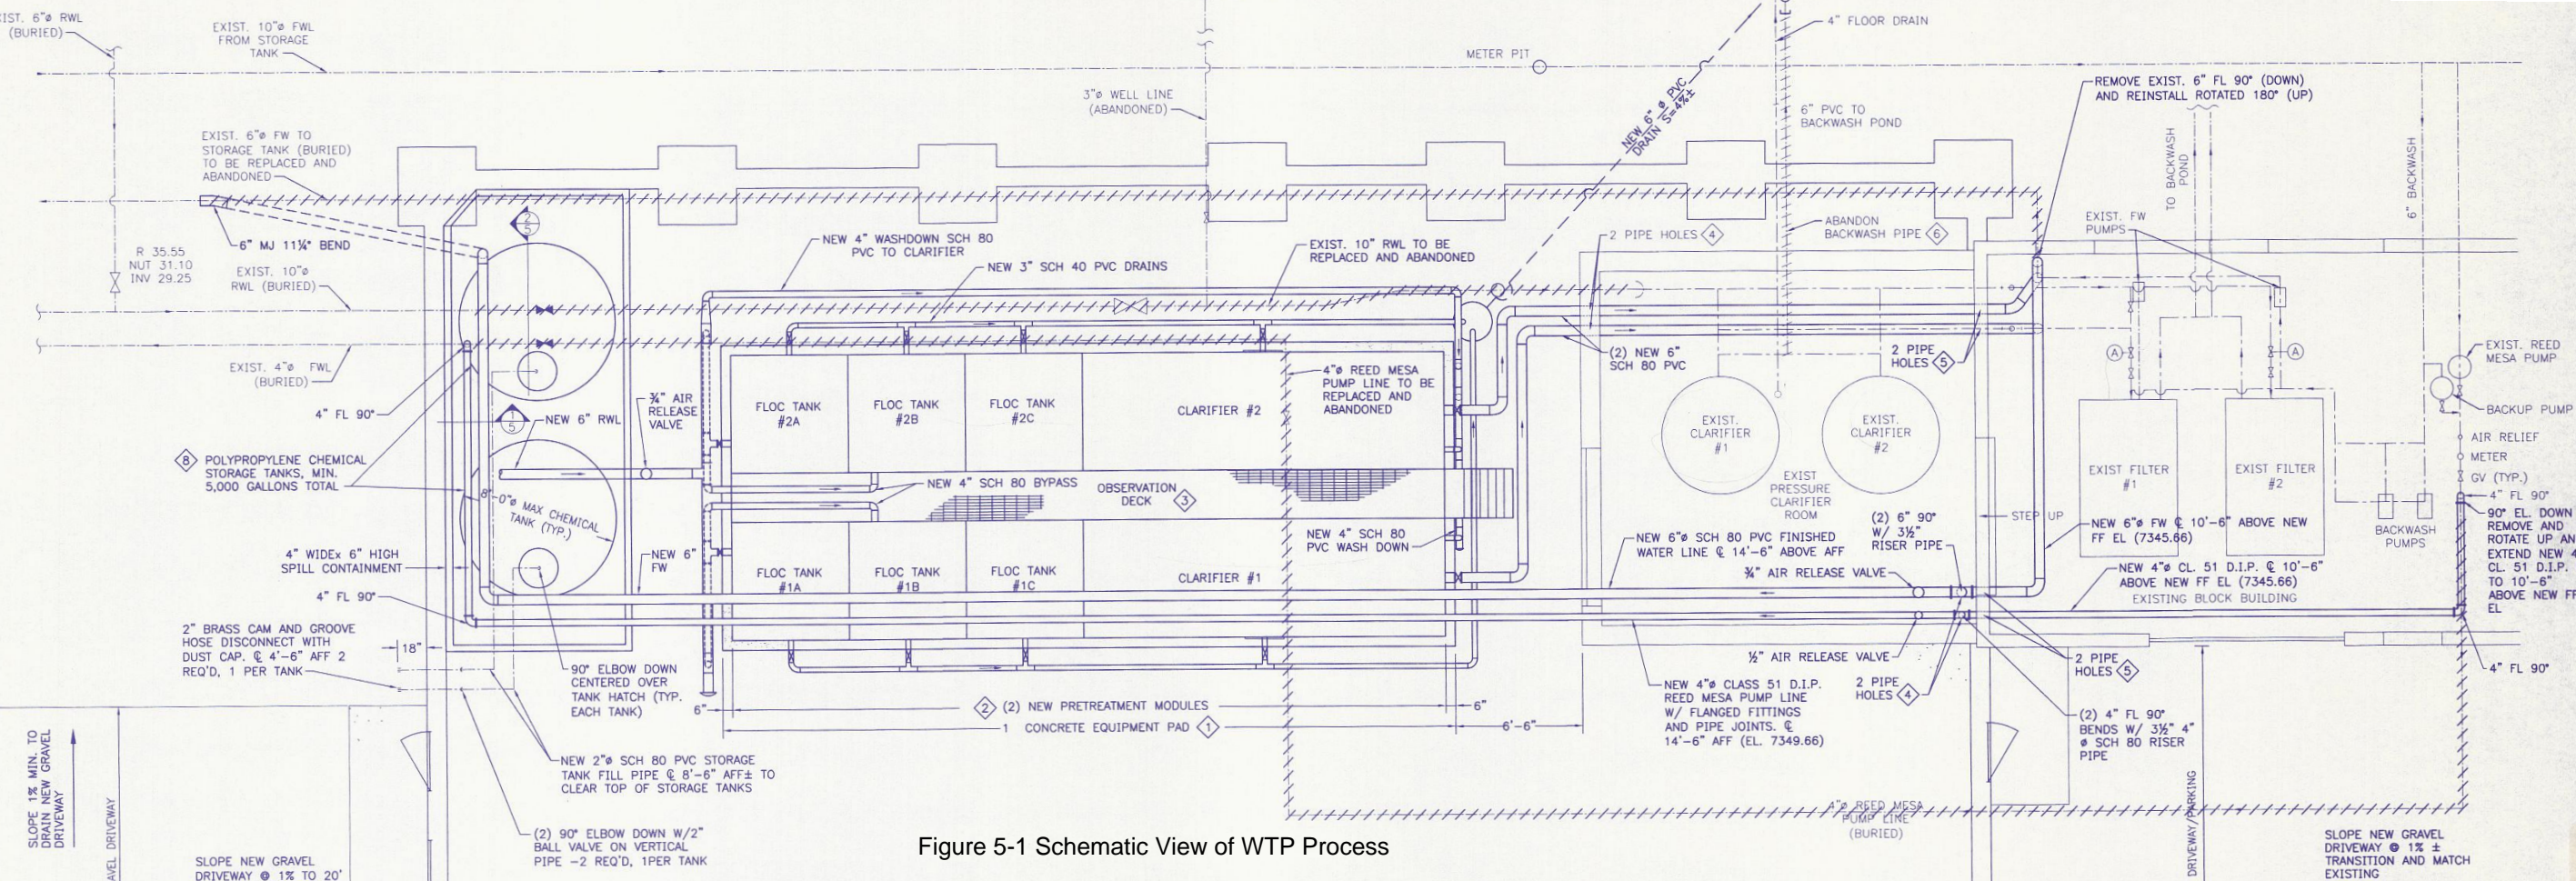 EXIST. 6"ø RWL
(BURIED)
EXIST. 10"ø FWL
FROM STORAGE
TANK
METER PIT
4" FLOOR DRAIN
3"ø WELL LINE
(ABANDONED)
NEW 6" ø PVC
DRAIN S=4%±
6" PVC TO
BACKWASH POND
REMOVE EXIST. 6" FL 90° (DOWN)
AND REINSTALL ROTATED 180° (UP)
TO BACKWASH
POND
6" BACKWASH
EXIST. 6"ø FW TO
STORAGE TANK (BURIED)
TO BE REPLACED AND
ABANDONED
6" MJ 11¼° BEND
R 35.55
NUT 31.10
INV 29.25
EXIST. 10"ø
RWL (BURIED)
EXIST. 4"ø FWL
(BURIED)
2
5
NEW 4" WASHDOWN SCH 80
PVC TO CLARIFIER
NEW 3" SCH 40 PVC DRAINS
EXIST. 10" RWL TO BE
REPLACED AND ABANDONED
2 PIPE HOLES 4
ABANDON
BACKWASH PIPE 6
EXIST. FW
PUMPS
(2) NEW 6"
SCH 80 PVC
2 PIPE
HOLES 5
A
A
EXIST. REED
MESA PUMP
BACKUP PUMP
AIR RELIEF
METER
GV (TYP.)
4" FL 90°
90° EL. DOWN
REMOVE AND
ROTATE UP AN
EXTEND NEW 4
CL. 51 D.I.P.
TO 10'-6"
ABOVE NEW FF
EL
4" FL 90°
1
5
NEW 6" RWL
¾" AIR
RELEASE
VALVE
8 POLYPROPYLENE CHEMICAL
STORAGE TANKS, MIN.
5,000 GALLONS TOTAL
8'-0"ø MAX CHEMICAL
TANK (TYP.)
FLOC TANK
#2A
FLOC TANK
#2B
FLOC TANK
#2C
CLARIFIER #2
4"ø REED MESA
PUMP LINE TO BE
REPLACED AND
ABANDONED
NEW 4" SCH 80 BYPASS
OBSERVATION
DECK 3
NEW 4" SCH 80
PVC WASH DOWN
EXIST.
CLARIFIER
#1
EXIST.
CLARIFIER
#2
EXIST
PRESSURE
CLARIFIER
ROOM
STEP UP
EXIST FILTER
#1
EXIST FILTER
#2
BACKWASH
PUMPS
4" WIDEx 6" HIGH
SPILL CONTAINMENT
4" FL 90°
NEW 6"
FW
FLOC TANK
#1A
FLOC TANK
#1B
FLOC TANK
#1C
CLARIFIER #1
NEW 6"ø SCH 80 PVC FINISHED
WATER LINE ℄ 14'-6" ABOVE AFF
(2) 6" 90°
W/ 3½"
RISER PIPE
¾" AIR RELEASE VALVE
NEW 6"ø FW ℄ 10'-6" ABOVE NEW
FF EL (7345.66)
NEW 4"ø CL. 51 D.I.P. ℄ 10'-6"
ABOVE NEW FF EL (7345.66)
EXISTING BLOCK BUILDING
2" BRASS CAM AND GROOVE
HOSE DISCONNECT WITH
DUST CAP. ℄ 4'-6" AFF 2
REQ'D, 1 PER TANK
18"
90° ELBOW DOWN
CENTERED OVER
TANK HATCH (TYP.
EACH TANK)
6"
2 (2) NEW PRETREATMENT MODULES
6"
1 CONCRETE EQUIPMENT PAD 1
6'-6"
½" AIR RELEASE VALVE
2 PIPE
HOLES 4
2 PIPE
HOLES 5
NEW 4"ø CLASS 51 D.I.P.
REED MESA PUMP LINE
W/ FLANGED FITTINGS
AND PIPE JOINTS. ℄
14'-6" AFF (EL. 7349.66)
(2) 4" FL 90°
BENDS W/ 3½" 4"
ø SCH 80 RISER
PIPE
NEW 2"ø SCH 80 PVC STORAGE
TANK FILL PIPE ℄ 8'-6" AFF± TO
CLEAR TOP OF STORAGE TANKS
(2) 90° ELBOW DOWN W/2"
BALL VALVE ON VERTICAL
PIPE -2 REQ'D, 1PER TANK
SLOPE 1% MIN. TO
DRAIN NEW GRAVEL
DRIVEWAY
AVEL DRIVEWAY
SLOPE NEW GRAVEL
DRIVEWAY @ 1% TO 20'
4"ø REED MESA
PUMP LINE
(BURIED)
DRIVEWAY/PARKING
SLOPE NEW GRAVEL
DRIVEWAY @ 1% ±
TRANSITION AND MATCH
EXISTING
4" FL 90°
Figure 5-1 Schematic View of WTP Process